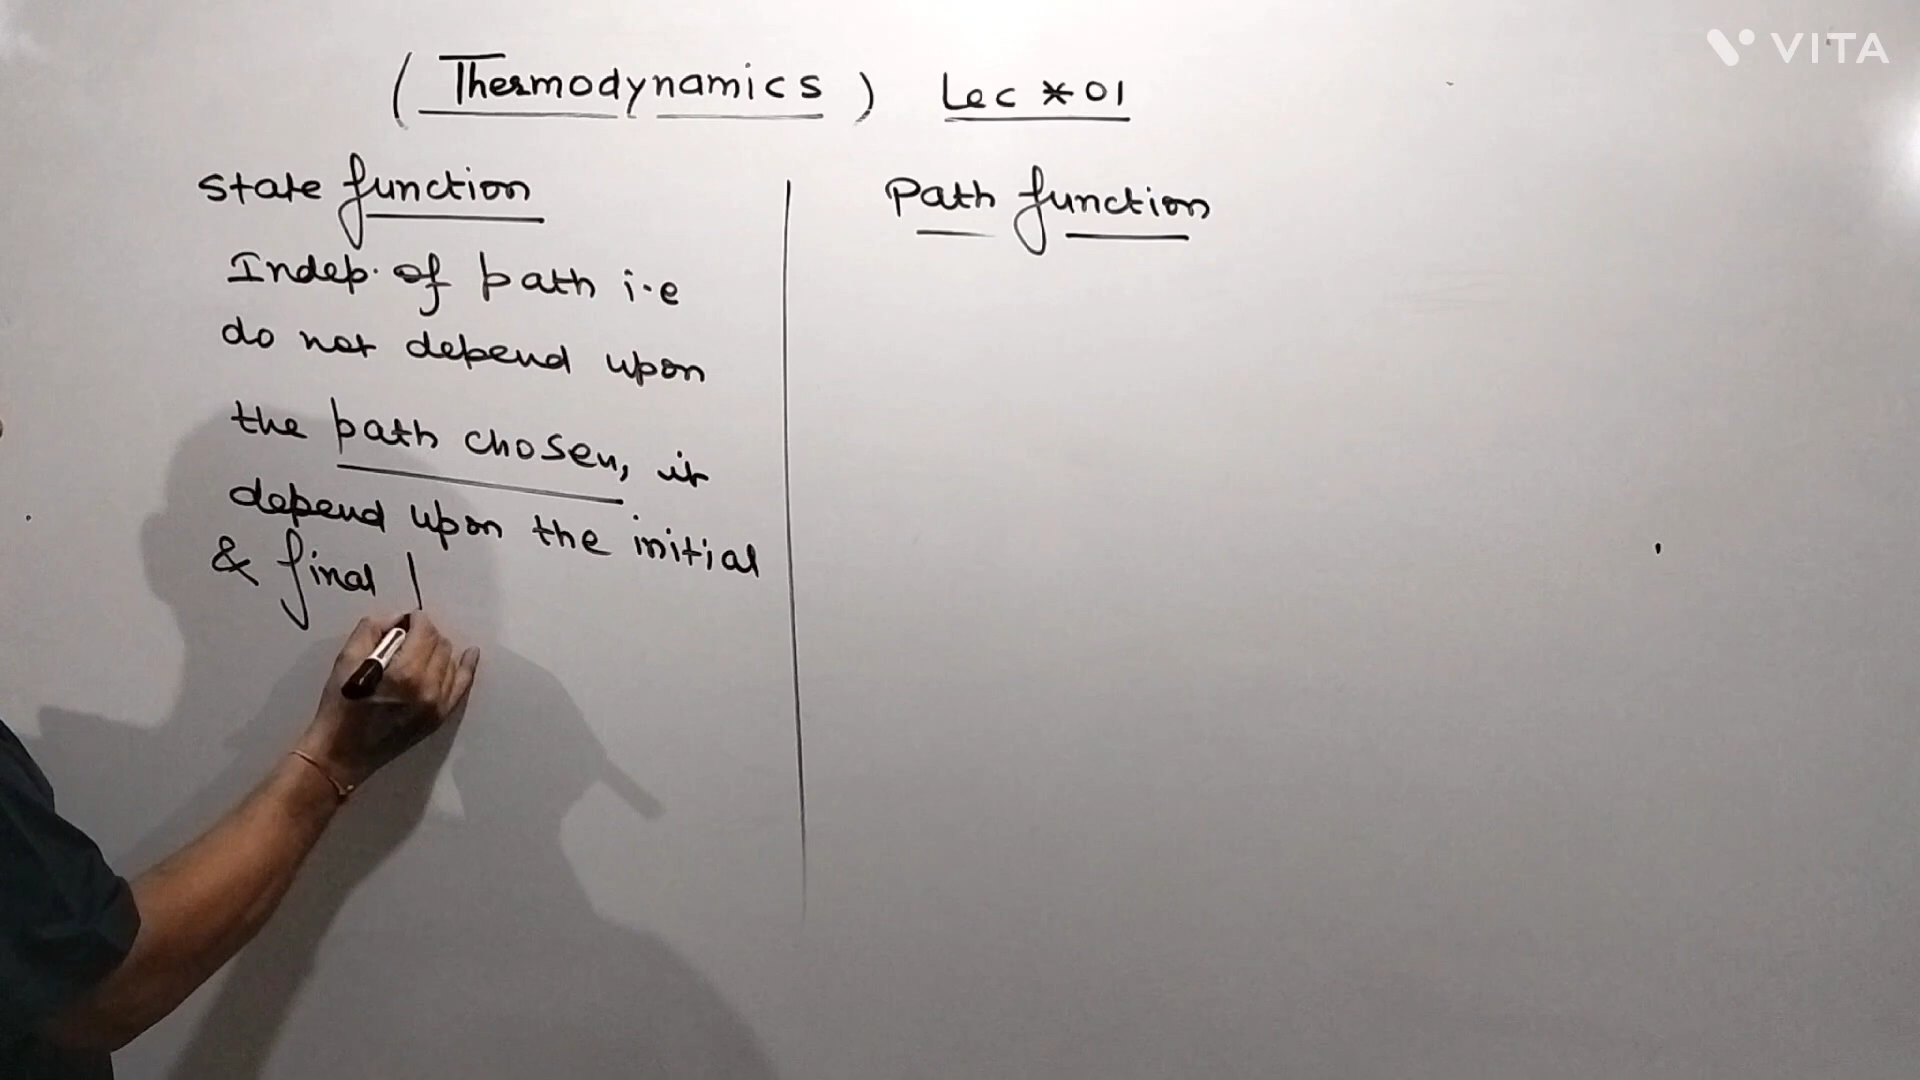 VITA
(Thermodynamics) Lec * 01
State function
Indep. of path i.e
do not depend upon
the path chosen, it
depend upon the initial
& final
Path function